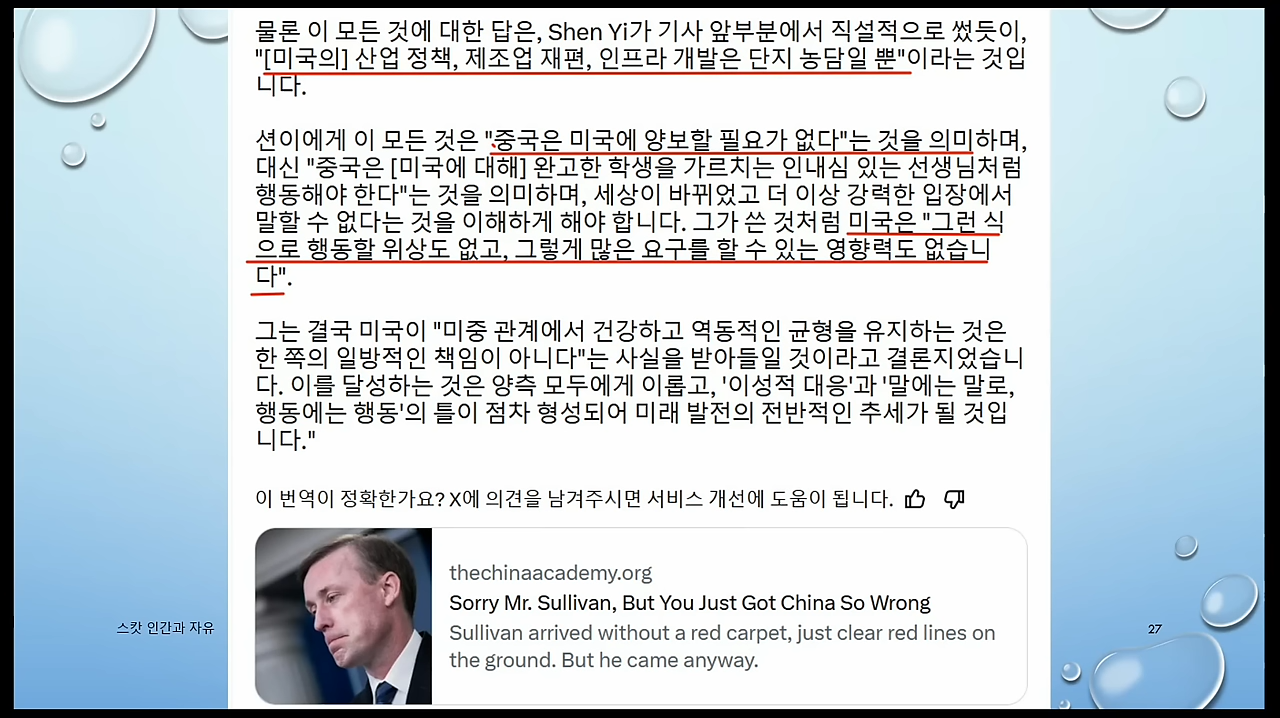 물론 이 모든 것에 대한 답은, Shen Yi가 기사 앞부분에서 직설적으로 썼듯이,
"[미국의] 산업 정책, 제조업 재편, 인프라 개발은 단지 농담일 뿐"이라는 것입
니다.
션이에게 이 모든 것은 "중국은 미국에 양보할 필요가 없다"는 것을 의미하며,
대신 "중국은 [미국에 대해] 완고한 학생을 가르치는 인내심 있는 선생님처럼
행동해야 한다"는 것을 의미하며, 세상이 바뀌었고 더 이상 강력한 입장에서
말할 수 없다는 것을 이해하게 해야 합니다. 그가 쓴 것처럼 미국은 "그런 식
으로 행동할 위상도 없고, 그렇게 많은 요구를 할 수 있는 영향력도 없습니
다".
그는 결국 미국이 "미중 관계에서 건강하고 역동적인 균형을 유지하는 것은
한 쪽의 일방적인 책임이 아니다"는 사실을 받아들일 것이라고 결론지었습니
다. 이를 달성하는 것은 양측 모두에게 이롭고, '이성적 대응'과 '말에는 말로,
행동에는 행동'의 틀이 점차 형성되어 미래 발전의 전반적인 추세가 될 것입
니다."
이 번역이 정확한가요? X에 의견을 남겨주시면 서비스 개선에 도움이 됩니다.
thechinaacademy.org
Sorry Mr. Sullivan, But You Just Got China So Wrong
Sullivan arrived without a red carpet, just clear red lines on
the ground. But he came anyway.
스캇 인간과 자유
27